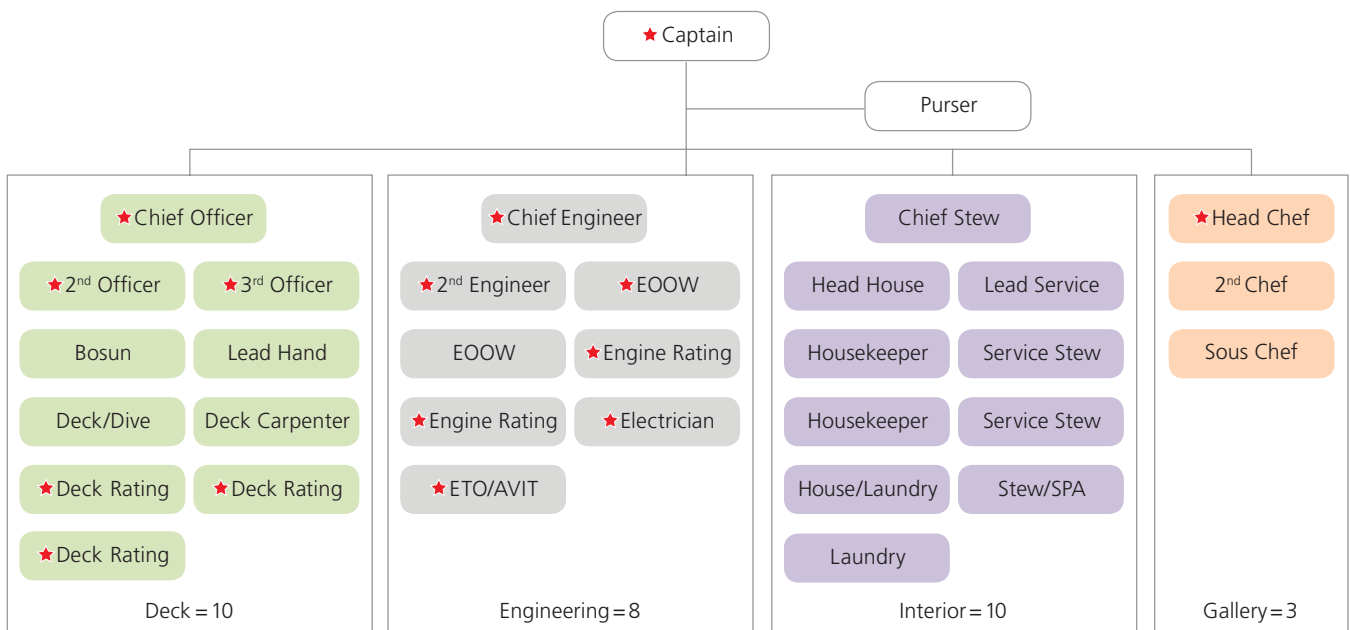 ★ Captain
Purser
★ Chief Officer
★ 2nd Officer
★ 3rd Officer
Bosun
Lead Hand
Deck/Dive
Deck Carpenter
★ Deck Rating
★ Deck Rating
★ Deck Rating
Deck = 10
★ Chief Engineer
★ 2nd Engineer
★ EOOW
EOOW
★ Engine Rating
★ Engine Rating
★ Electrician
★ ETO/AVIT
Engineering = 8
Chief Stew
Head House
Lead Service
Housekeeper
Service Stew
Housekeeper
Service Stew
House/Laundry
Stew/SPA
Laundry
Interior = 10
★ Head Chef
2nd Chef
Sous Chef
Gallery = 3